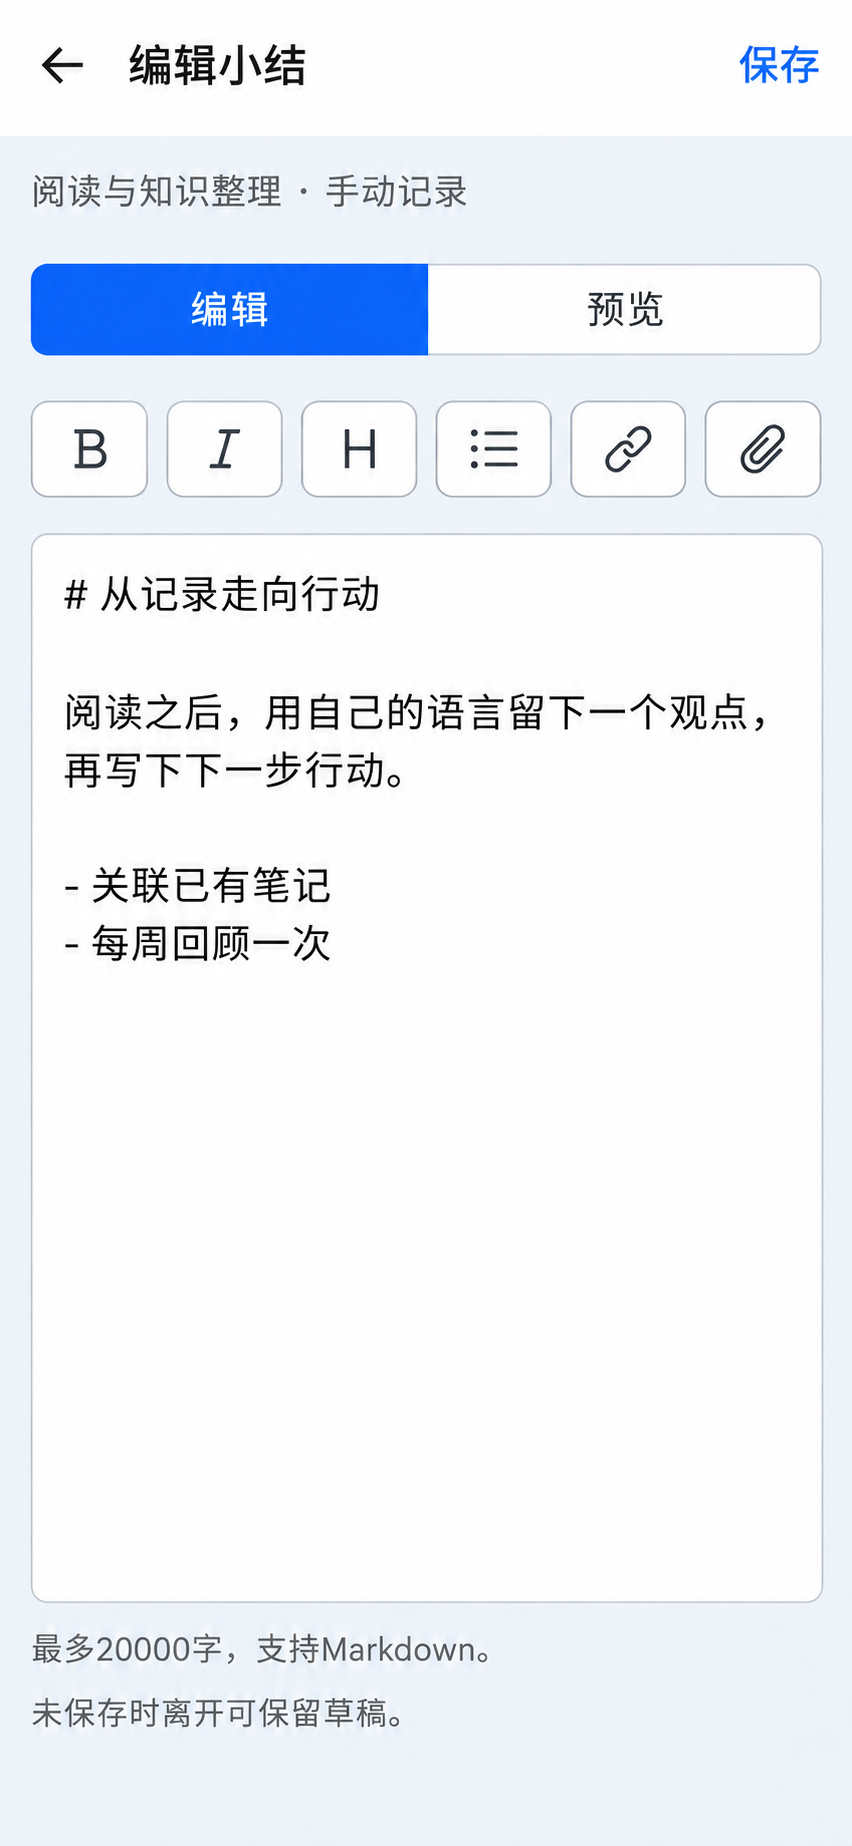 编辑小结
保存
阅读与知识整理 · 手动记录
编辑
预览
B
I
H
# 从记录走向行动
阅读之后，用自己的语言留下一个观点，
再写下下一步行动。
- 关联已有笔记
- 每周回顾一次
最多20000字，支持Markdown。
未保存时离开可保留草稿。